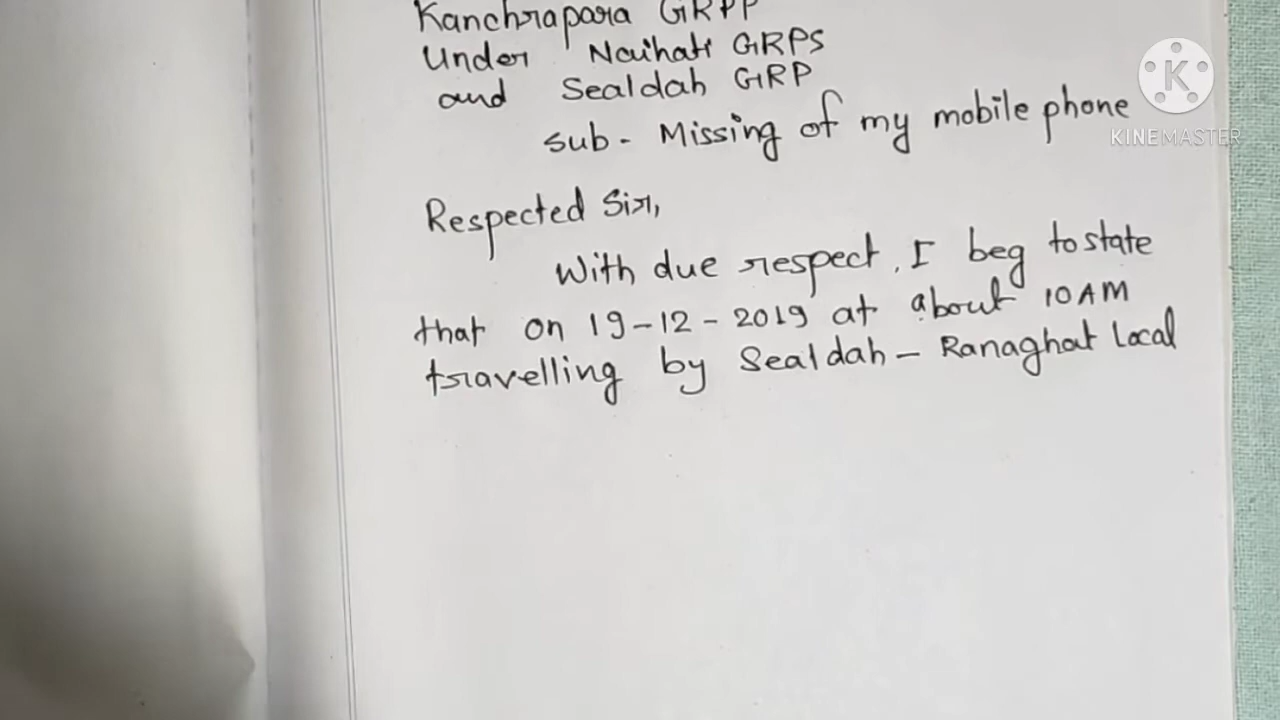 Kanchrapara GRPP
Under Naihati GRPS
and Sealdah GRP
Sub - Missing of my mobile phone
Respected Sir,
With due respect, I beg to state
that on 19-12-2019 at about 10AM
travelling by Sealdah - Ranaghat Local
K
KINEMASTER